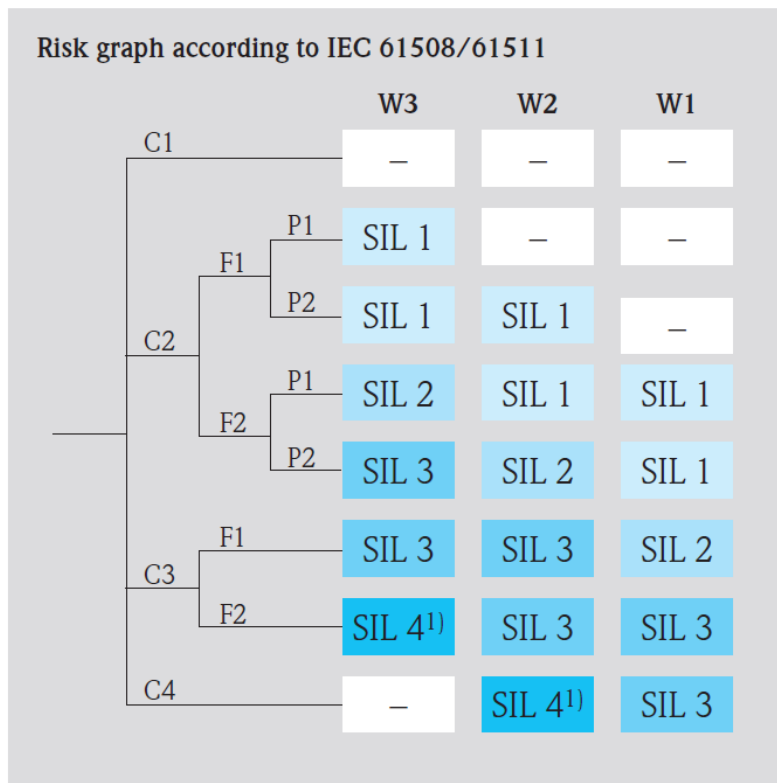 Risk graph according to IEC 61508/61511
W3 W2 W1
C1 – – –
P1 SIL 1 – –
F1
P2 SIL 1 SIL 1 –
C2
P1 SIL 2 SIL 1 SIL 1
F2
P2 SIL 3 SIL 2 SIL 1
F1 SIL 3 SIL 3 SIL 2
C3
F2 SIL 4¹⁾ SIL 3 SIL 3
C4 – SIL 4¹⁾ SIL 3